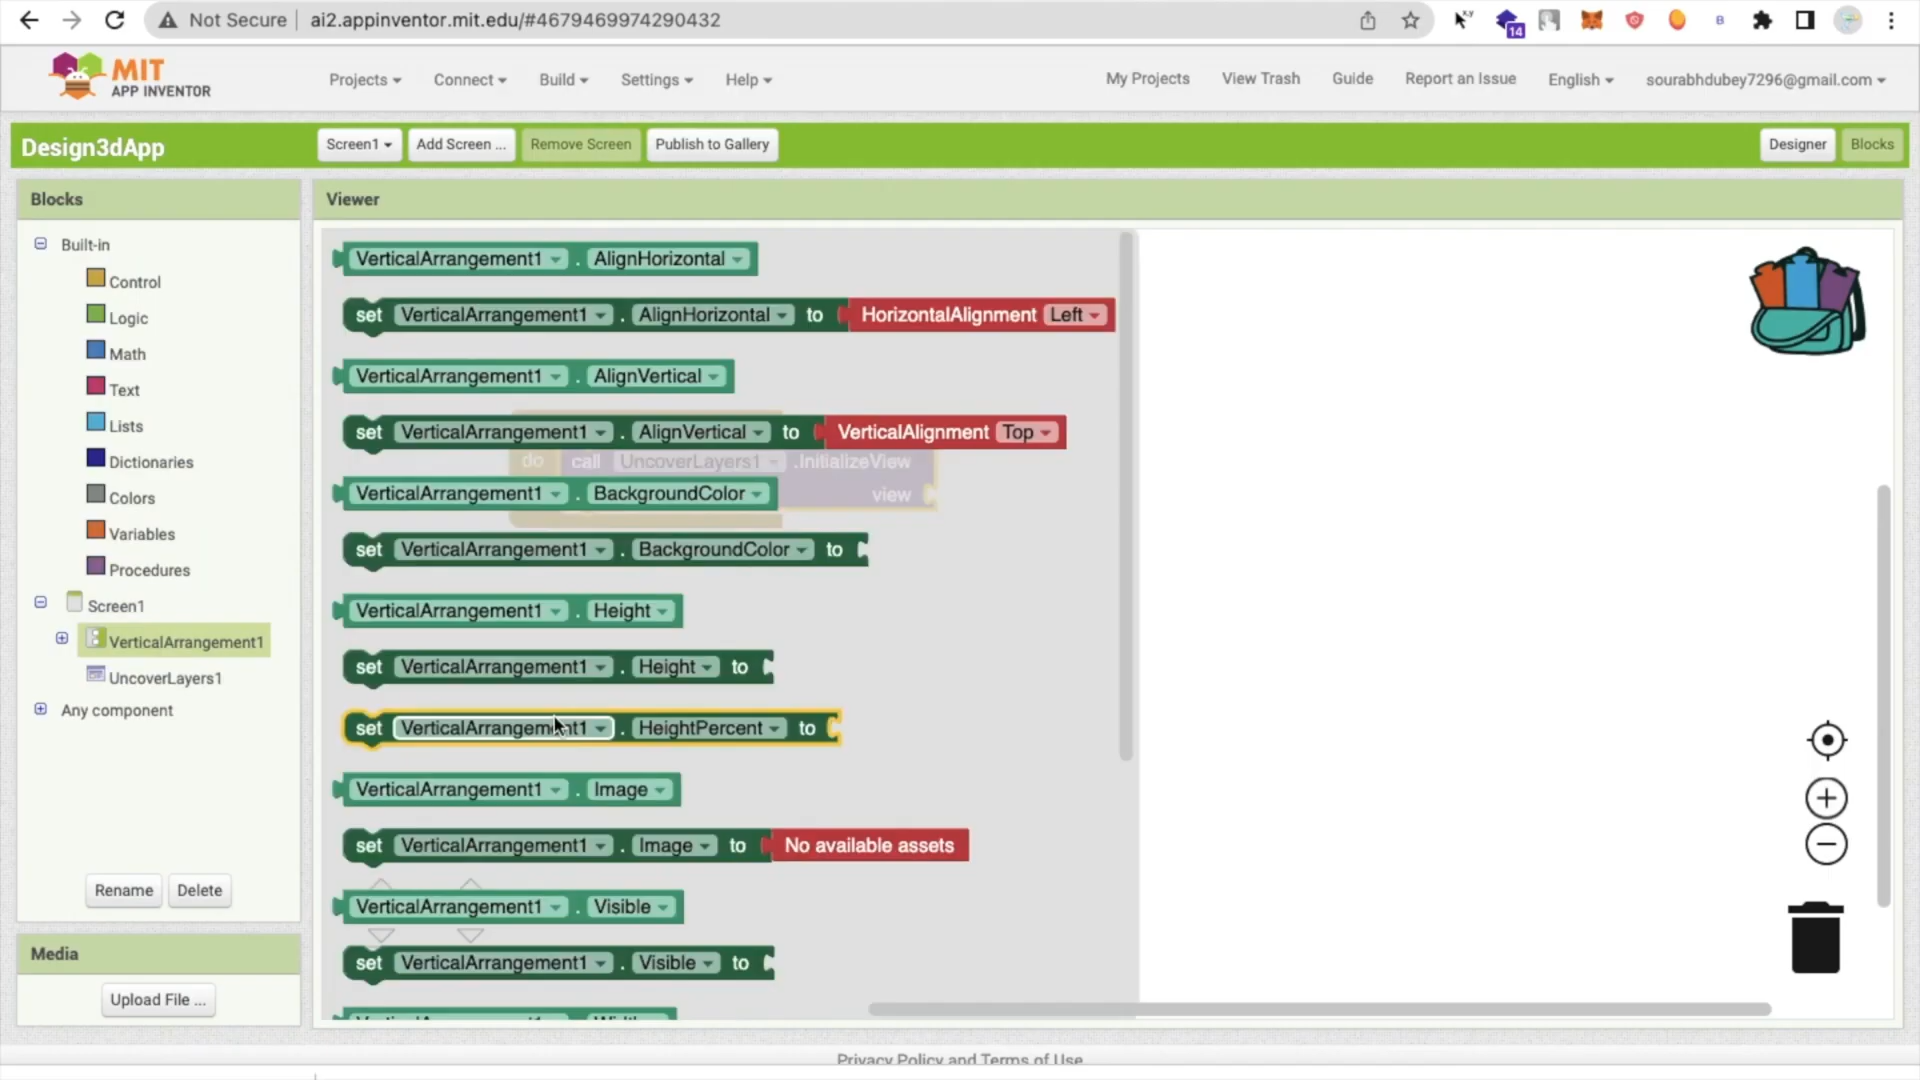 Not Secure
ai2.appinventor.mit.edu/#4679469974290432
14
B
MIT
APP INVENTOR
Projects
Connect
Build
Settings
Help
My Projects
View Trash
Guide
Report an Issue
English
sourabhdubey7296@gmail.com
Design3dApp
Screen1
Add Screen ...
Remove Screen
Publish to Gallery
Designer
Blocks
Blocks
Built-in
Control
Logic
Math
Text
Lists
Dictionaries
Colors
Variables
Procedures
Screen1
VerticalArrangement1
UncoverLayers1
Any component
Rename
Delete
Media
Upload File ...
Viewer
VerticalArrangement1 . AlignHorizontal
set VerticalArrangement1 . AlignHorizontal to HorizontalAlignment Left
VerticalArrangement1 . AlignVertical
set VerticalArrangement1 . AlignVertical to VerticalAlignment Top
do call UncoverLayers1 .InitializeView
view
VerticalArrangement1 . BackgroundColor
set VerticalArrangement1 . BackgroundColor to
VerticalArrangement1 . Height
set VerticalArrangement1 . Height to
set VerticalArrangement1 . HeightPercent to
VerticalArrangement1 . Image
set VerticalArrangement1 . Image to No available assets
VerticalArrangement1 . Visible
set VerticalArrangement1 . Visible to
Privacy Policy and Terms of Use